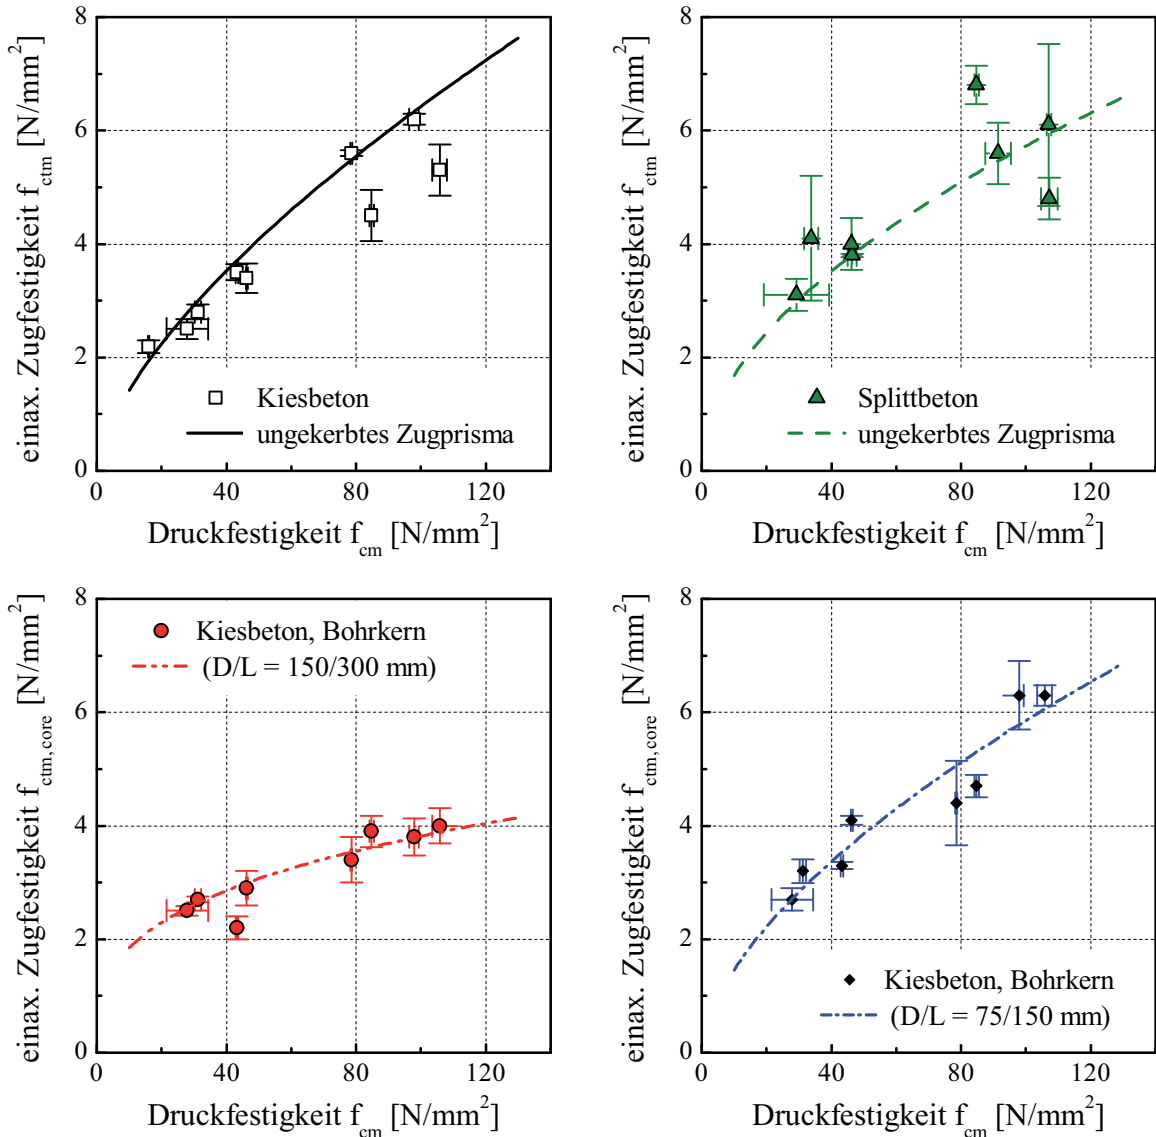 8
6
4
2
0
einax. Zugfestigkeit f_ctm [N/mm²]
Kiesbeton
ungekerbtes Zugprisma
0 40 80 120
Druckfestigkeit f_cm [N/mm²]
8
6
4
2
0
einax. Zugfestigkeit f_ctm [N/mm²]
Splittbeton
ungekerbtes Zugprisma
0 40 80 120
Druckfestigkeit f_cm [N/mm²]
8
6
4
2
0
einax. Zugfestigkeit f_ctm,core [N/mm²]
Kiesbeton, Bohrkern
(D/L = 150/300 mm)
0 40 80 120
Druckfestigkeit f_cm [N/mm²]
8
6
4
2
0
einax. Zugfestigkeit f_ctm,core [N/mm²]
Kiesbeton, Bohrkern
(D/L = 75/150 mm)
0 40 80 120
Druckfestigkeit f_cm [N/mm²]